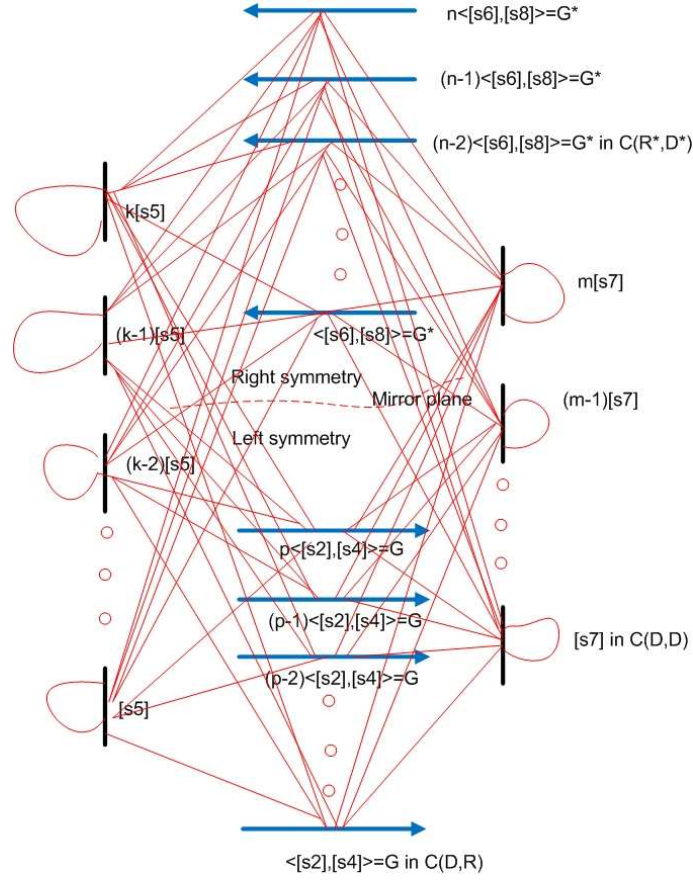 n<[s6],[s8]>=G*
(n-1)<[s6],[s8]>=G*
(n-2)<[s6],[s8]>=G* in C(R*,D*)
k[s5]
m[s7]
(k-1)[s5]
<[s6],[s8]>=G*
Right symmetry
Mirror plane
(m-1)[s7]
Left symmetry
(k-2)[s5]
p<[s2],[s4]>=G
(p-1)<[s2],[s4]>=G
[s7] in C(D,D)
(p-2)<[s2],[s4]>=G
[s5]
<[s2],[s4]>=G in C(D,R)